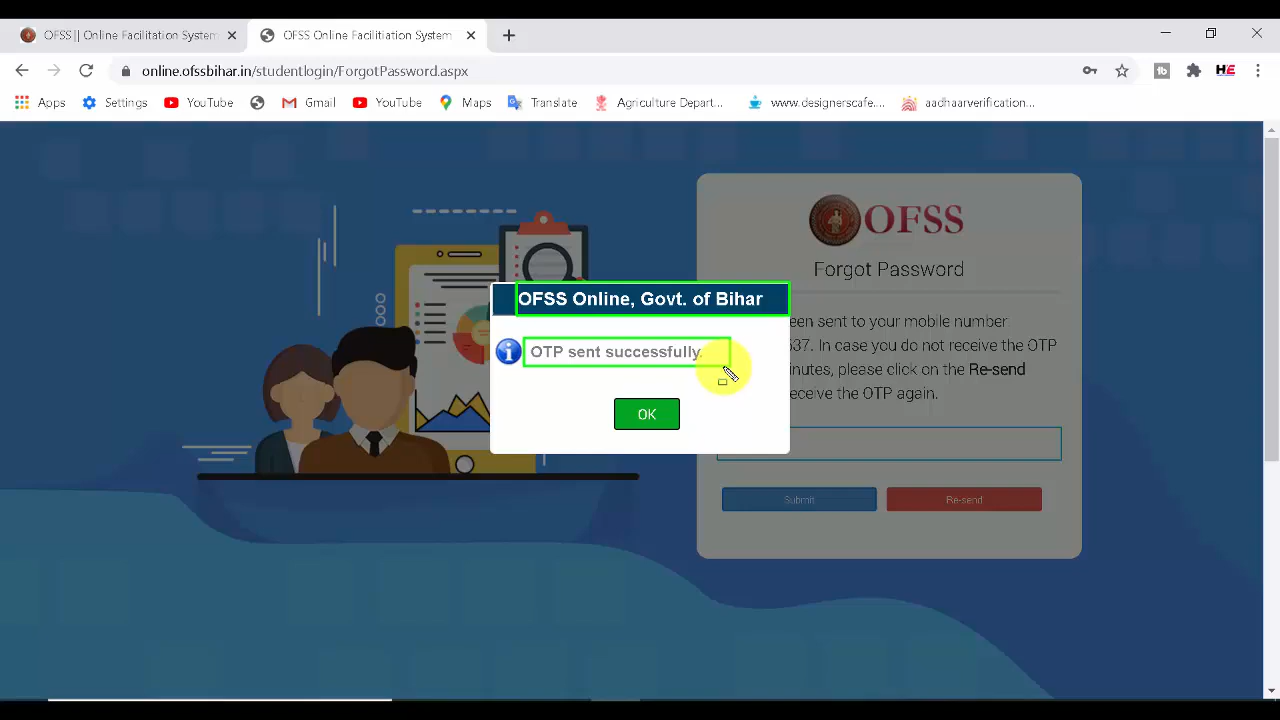 OFSS || Online Facilitation System
OFSS Online Facilitiation System
online.ofssbihar.in/studentlogin/ForgotPassword.aspx
Apps
Settings
YouTube
Gmail
YouTube
Maps
Translate
Agriculture Depart...
www.designerscafe....
aadhaarverification...
OFSS
Forgot Password
OFSS Online, Govt. of Bihar
een sent to your mobile number
OTP sent successfully.
537. In case you do not receive the OTP
inutes, please click on the Re-send
eceive the OTP again.
OK
Submit
Re-send